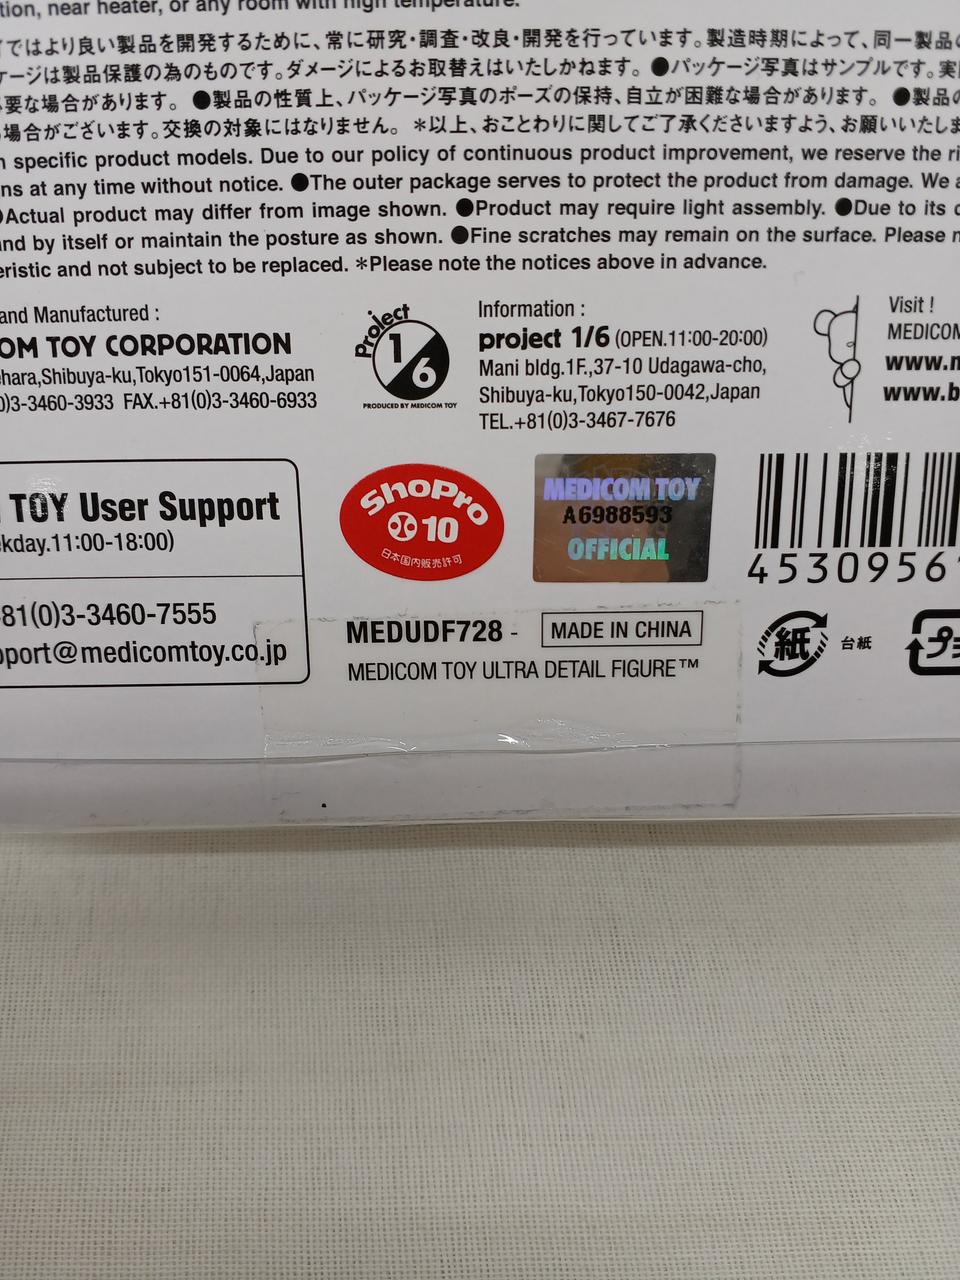 tion, near heater, or any room with high temperature.
ではより良い製品を開発するために、常に研究・調査・改良・開発を行っています。製造時期によって、同一製品
ケージは製品保護の為のものです。ダメージによるお取替えはいたしかねます。 ●パッケージ写真はサンプルです。実
必要な場合があります。 ●製品の性質上、パッケージ写真のポーズの保持、自立が困難な場合があります。 ●製品の
場合がございます。交換の対象にはなりません。 ＊以上、おことわりに関してご了承くださいますよう、お願いいたしま
n specific product models. Due to our policy of continuous product improvement, we reserve the ri
ns at any time without notice. ●The outer package serves to protect the product from damage. We a
●Actual product may differ from image shown. ●Product may require light assembly. ●Due to its c
and by itself or maintain the posture as shown. ●Fine scratches may remain on the surface. Please n
eristic and not subject to be replaced. ＊Please note the notices above in advance.
and Manufactured :
OM TOY CORPORATION
ehara,Shibuya-ku,Tokyo151-0064,Japan
0)3-3460-3933 FAX.+81(0)3-3460-6933
Project
1/6
PRODUCED BY MEDICOM TOY
Information :
project 1/6 (OPEN.11:00-20:00)
Mani bldg.1F.,37-10 Udagawa-cho,
Shibuya-ku,Tokyo150-0042,Japan
TEL.+81(0)3-3467-7676
Visit !
MEDICOM
www.m
www.b
TOY User Support
ekday.11:00-18:00)
81(0)3-3460-7555
pport@medicomtoy.co.jp
ShoPro
10
日本国内販売許可
MEDICOM TOY
A6988593
OFFICIAL
4530956
MEDUDF728 -
MADE IN CHINA
MEDICOM TOY ULTRA DETAIL FIGURE™
紙
台紙
プラ